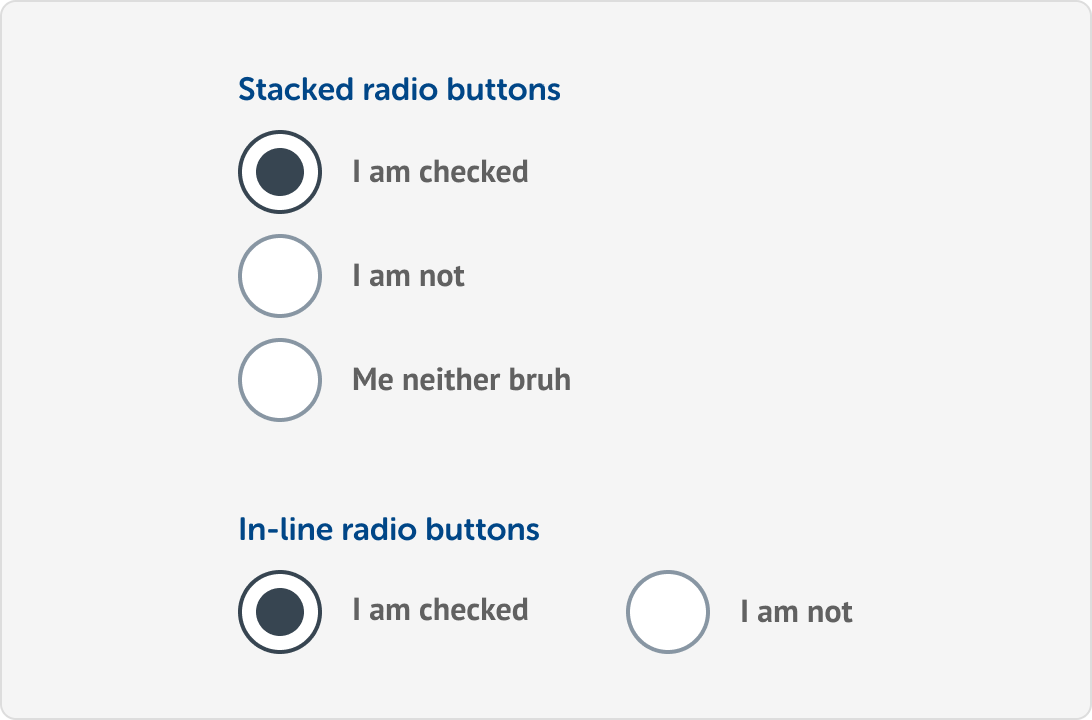 Stacked radio buttons
I am checked
I am not
Me neither bruh
In-line radio buttons
I am checked
I am not